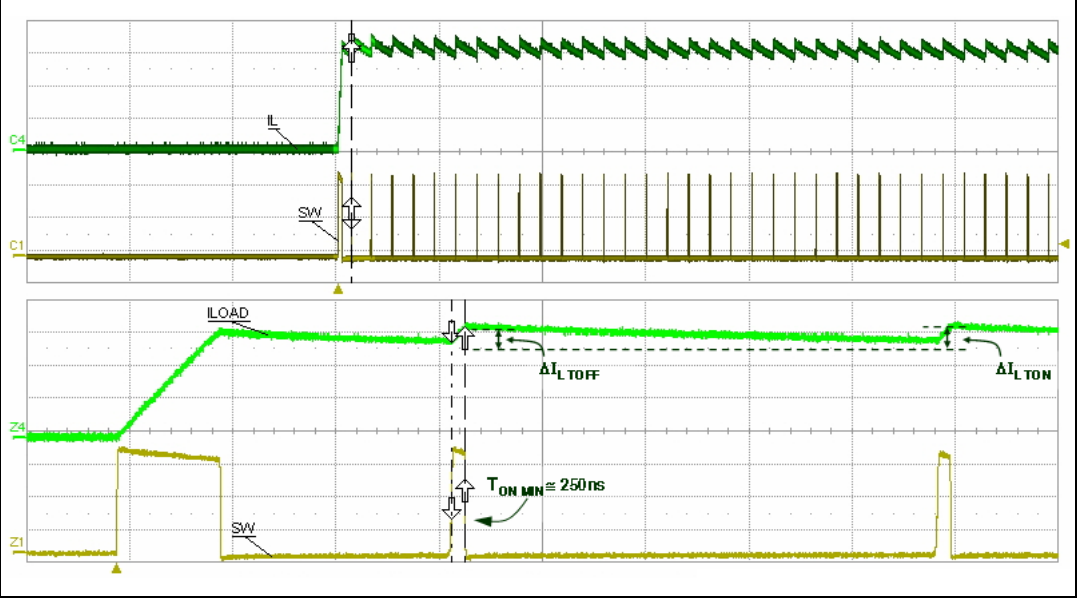 C4
IL
SW
C1
ILOAD
ΔIL TOFF
ΔIL TON
Z4
TON MIN ≅ 250ns
SW
Z1